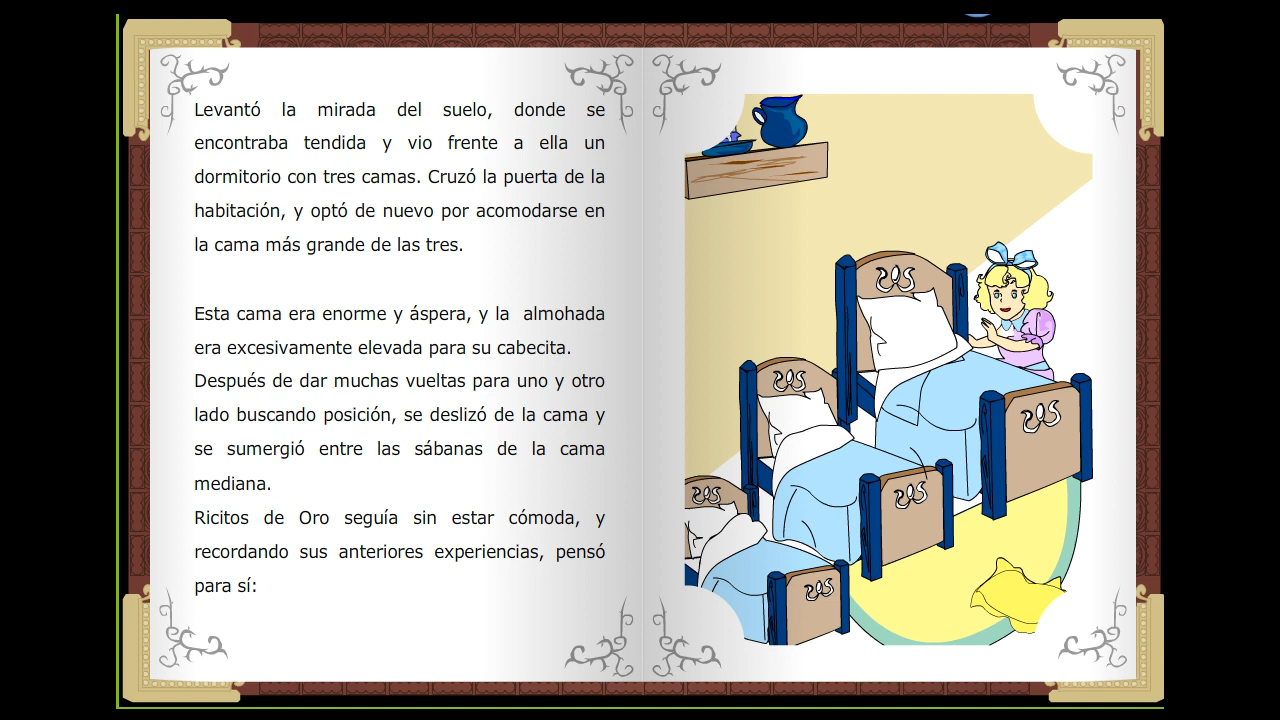 Levantó la mirada del suelo, donde se
encontraba tendida y vio frente a ella un
dormitorio con tres camas. Cruzó la puerta de la
habitación, y optó de nuevo por acomodarse en
la cama más grande de las tres.
Esta cama era enorme y áspera, y la almohada
era excesivamente elevada para su cabecita.
Después de dar muchas vueltas para uno y otro
lado buscando posición, se deslizó de la cama y
se sumergió entre las sábanas de la cama
mediana.
Ricitos de Oro seguía sin estar cómoda, y
recordando sus anteriores experiencias, pensó
para sí: